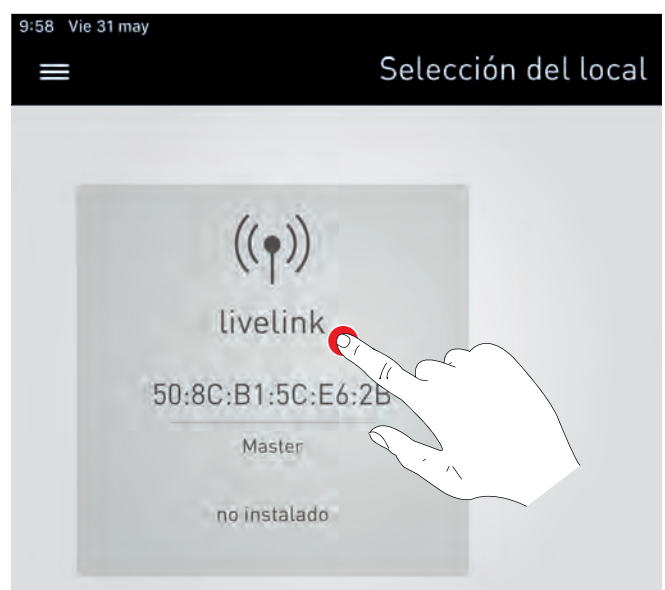 9:58 Vie 31 may
Selección del local
livelink
50:8C:B1:5C:E6:2B
Master
no instalado